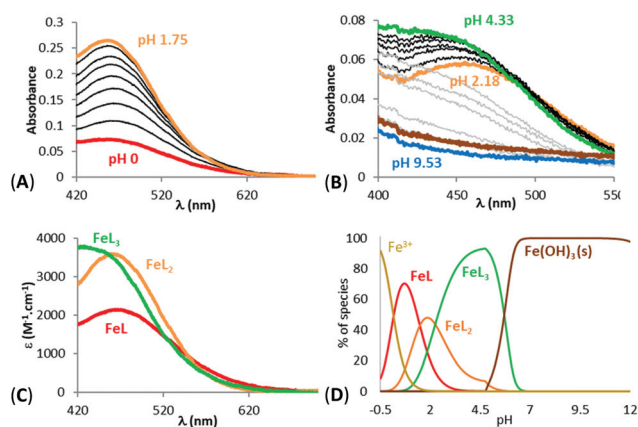 0.3
0.25
0.2
0.15
0.1
0.05
0
Absorbance
pH 1.75
pH 0
420 520 620
λ (nm)
(A)
0.08
0.06
0.04
0.02
0
Absorbance
pH 4.33
pH 2.18
pH 9.53
400 450 500 550
λ (nm)
(B)
4000
3000
2000
1000
0
ε (M⁻¹.cm⁻¹)
FeL₃
FeL₂
FeL
420 520 620
λ (nm)
(C)
100
80
60
40
20
0
% of species
Fe³⁺
FeL
FeL₂
FeL₃
Fe(OH)₃(s)
-0.5 2 4.5 7 9.5 12
pH
(D)